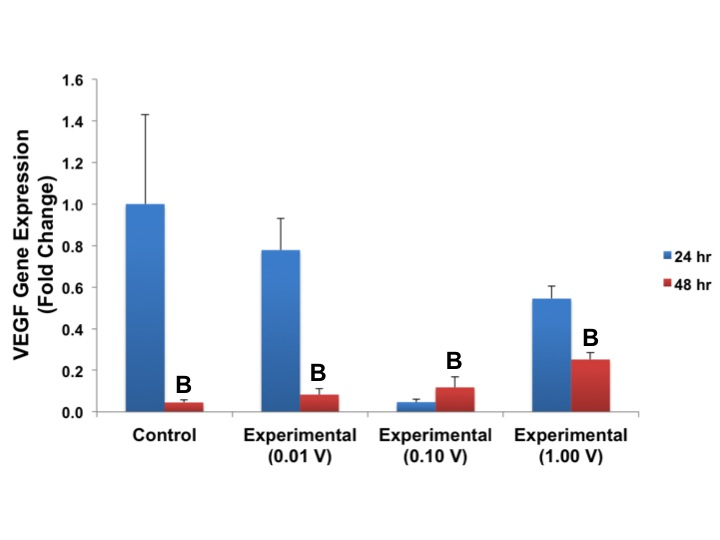 VEGF Gene Expression
(Fold Change)
1.6
1.4
1.2
1.0
0.8
0.6
0.4
0.2
0.0
B
B
B
B
24 hr
48 hr
Control
Experimental
(0.01 V)
Experimental
(0.10 V)
Experimental
(1.00 V)